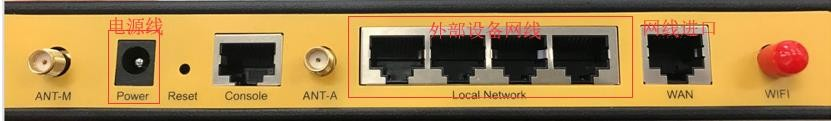 电源线
外部设备网线
网线进口
ANT-M
Power
Reset
Console
ANT-A
Local Network
WAN
WIFI